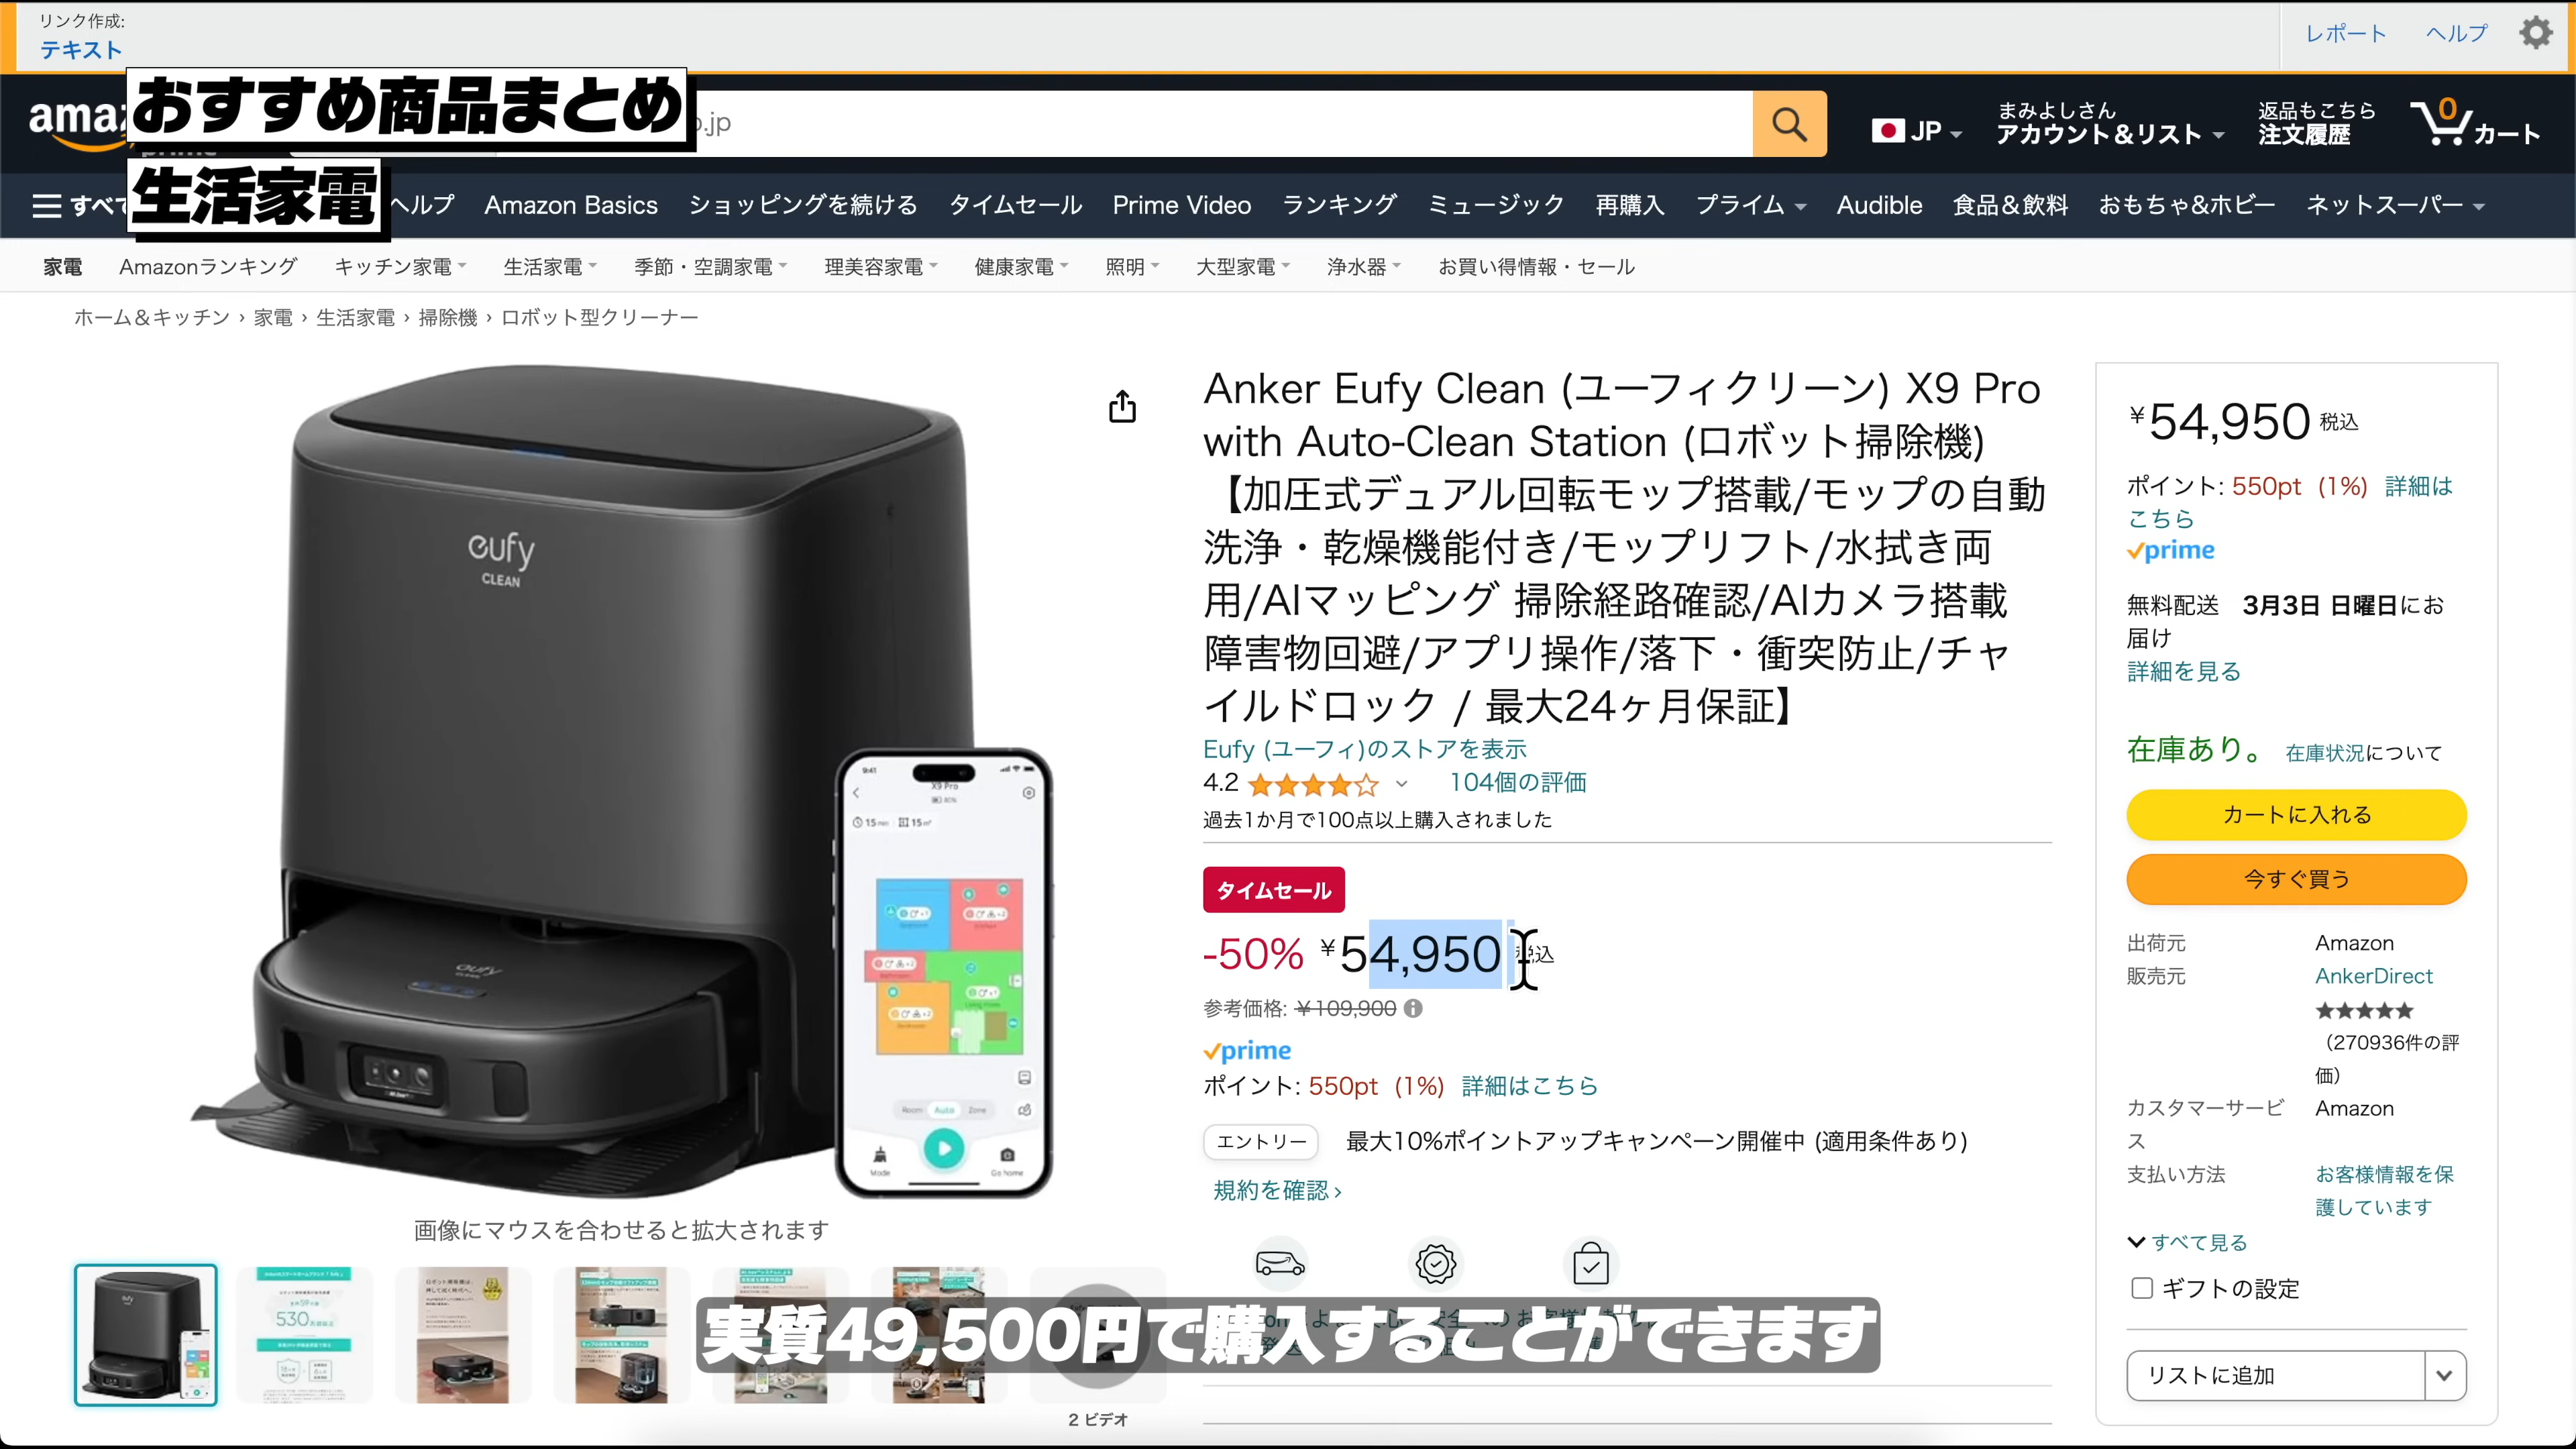 リンク作成:
テキスト
レポート
ヘルプ
おすすめ商品まとめ
生活家電
.jp
JP
まみよしさん
アカウント＆リスト
返品もこちら
注文履歴
0
カート
すべて
ヘルプ
Amazon Basics
ショッピングを続ける
タイムセール
Prime Video
ランキング
ミュージック
再購入
プライム
Audible
食品＆飲料
おもちゃ&ホビー
ネットスーパー
家電
Amazonランキング
キッチン家電
生活家電
季節・空調家電
理美容家電
健康家電
照明
大型家電
浄水器
お買い得情報・セール
ホーム＆キッチン › 家電 › 生活家電 › 掃除機 › ロボット型クリーナー
eufy
CLEAN
eufy
9:41
X9 Pro
Room
Auto
Zone
Mode
Go home
画像にマウスを合わせると拡大されます
530
2 ビデオ
Anker Eufy Clean (ユーフィクリーン) X9 Pro
with Auto-Clean Station (ロボット掃除機)
【加圧式デュアル回転モップ搭載/モップの自動
洗浄・乾燥機能付き/モップリフト/水拭き両
用/AIマッピング 掃除経路確認/AIカメラ搭載
障害物回避/アプリ操作/落下・衝突防止/チャ
イルドロック / 最大24ヶ月保証】
Eufy (ユーフィ)のストアを表示
4.2
104個の評価
過去1か月で100点以上購入されました
タイムセール
-50% ¥54,950 税込
参考価格: ¥109,900
prime
ポイント: 550pt (1%) 詳細はこちら
エントリー
最大10%ポイントアップキャンペーン開催中 (適用条件あり)
規約を確認 ›
実質49,500円で購入することができます
¥54,950 税込
ポイント: 550pt (1%) 詳細は
こちら
prime
無料配送 3月3日 日曜日にお
届け
詳細を見る
在庫あり。 在庫状況について
カートに入れる
今すぐ買う
出荷元 Amazon
販売元 AnkerDirect
★★★★★
（270936件の評
価）
カスタマーサービ Amazon
ス
支払い方法 お客様情報を保
護しています
すべて見る
ギフトの設定
リストに追加